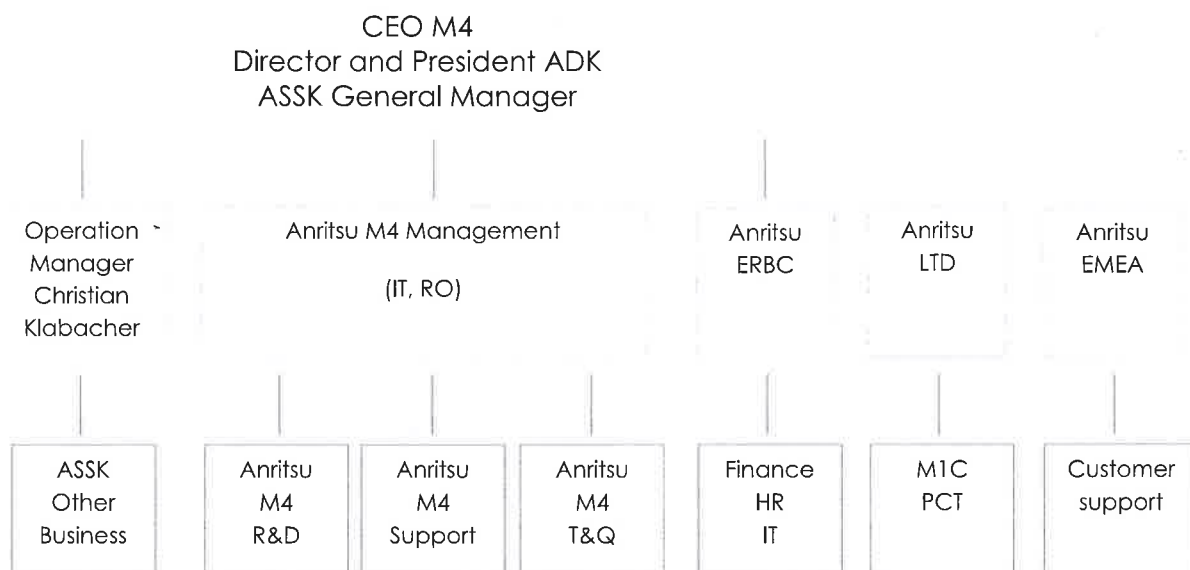 CEO M4
Director and President ADK
ASSK General Manager
Operation
Manager
Christian
Klabacher
Anritsu M4 Management
(IT, RO)
Anritsu
ERBC
Anritsu
LTD
Anritsu
EMEA
ASSK
Other
Business
Anritsu
M4
R&D
Anritsu
M4
Support
Anritsu
M4
T&Q
Finance
HR
IT
M1C
PCT
Customer
support